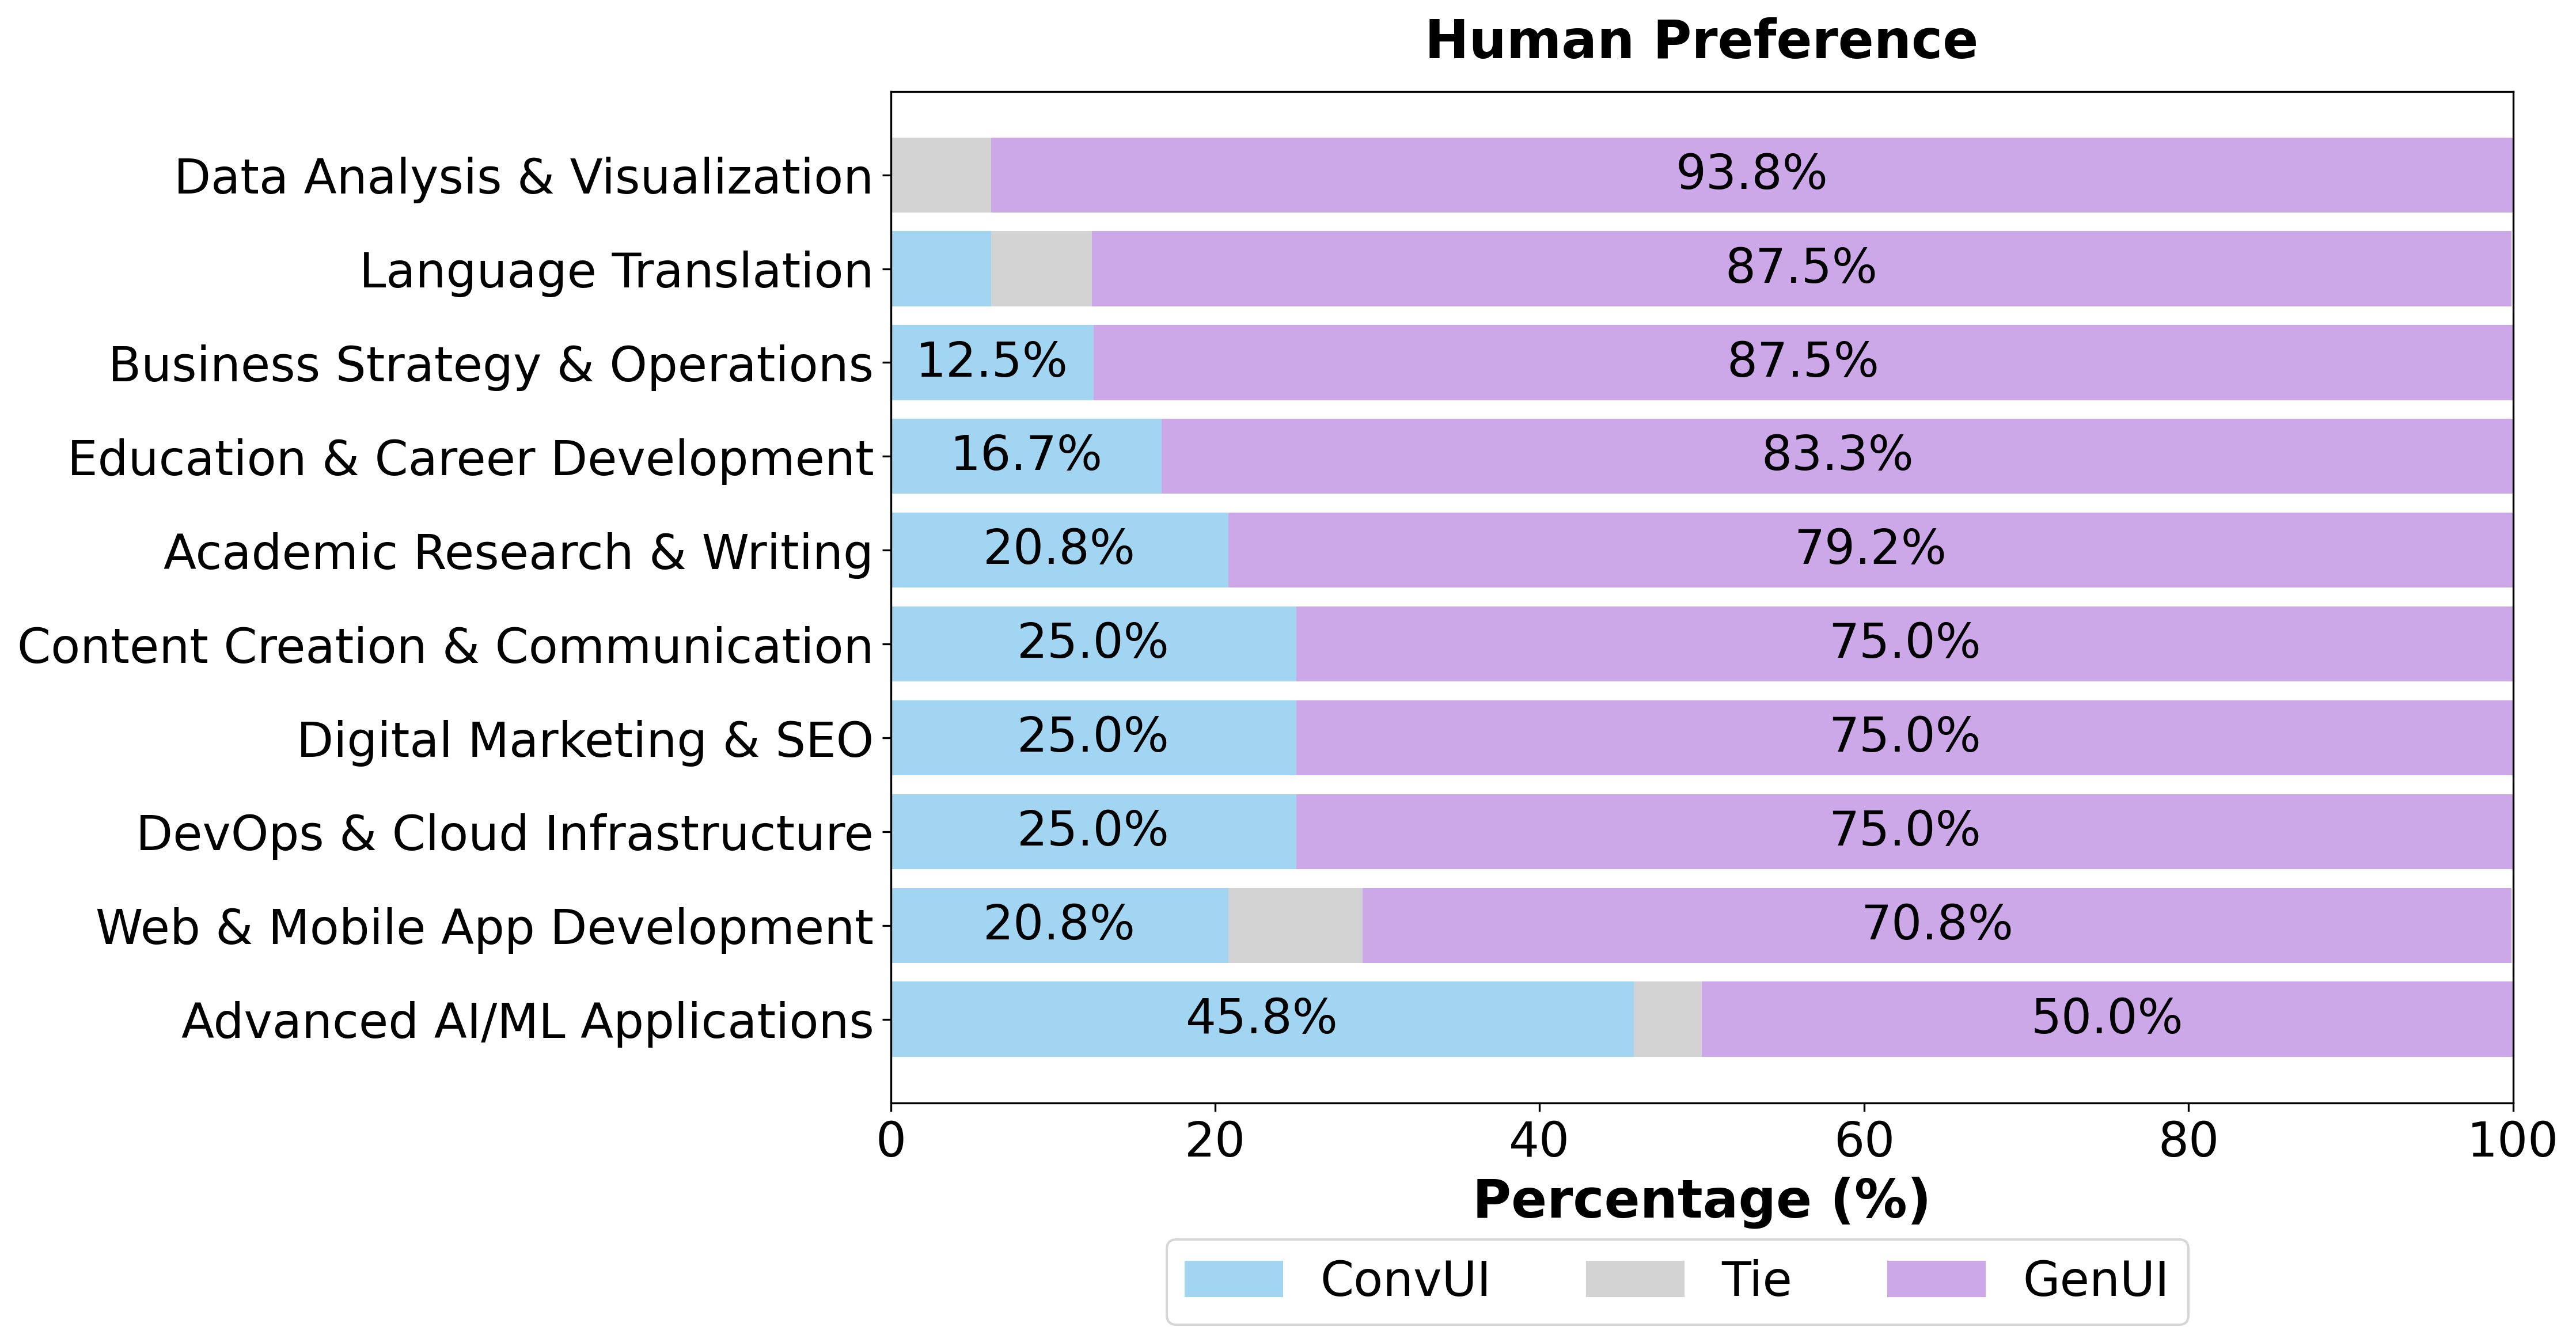 Human Preference
Data Analysis & Visualization
93.8%
Language Translation
87.5%
Business Strategy & Operations
12.5%
87.5%
Education & Career Development
16.7%
83.3%
Academic Research & Writing
20.8%
79.2%
Content Creation & Communication
25.0%
75.0%
Digital Marketing & SEO
25.0%
75.0%
DevOps & Cloud Infrastructure
25.0%
75.0%
Web & Mobile App Development
20.8%
70.8%
Advanced AI/ML Applications
45.8%
50.0%
0 20 40 60 80 100
Percentage (%)
ConvUI Tie GenUI